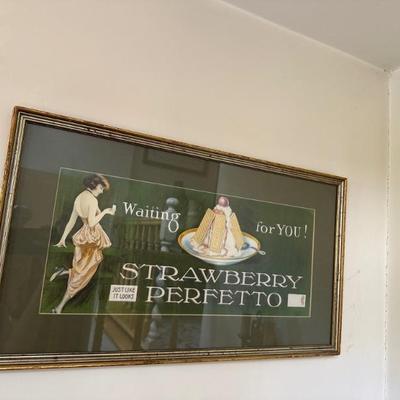 Waiting for YOU!
STRAWBERRY
JUST LIKE
IT LOOKS
PERFETTO